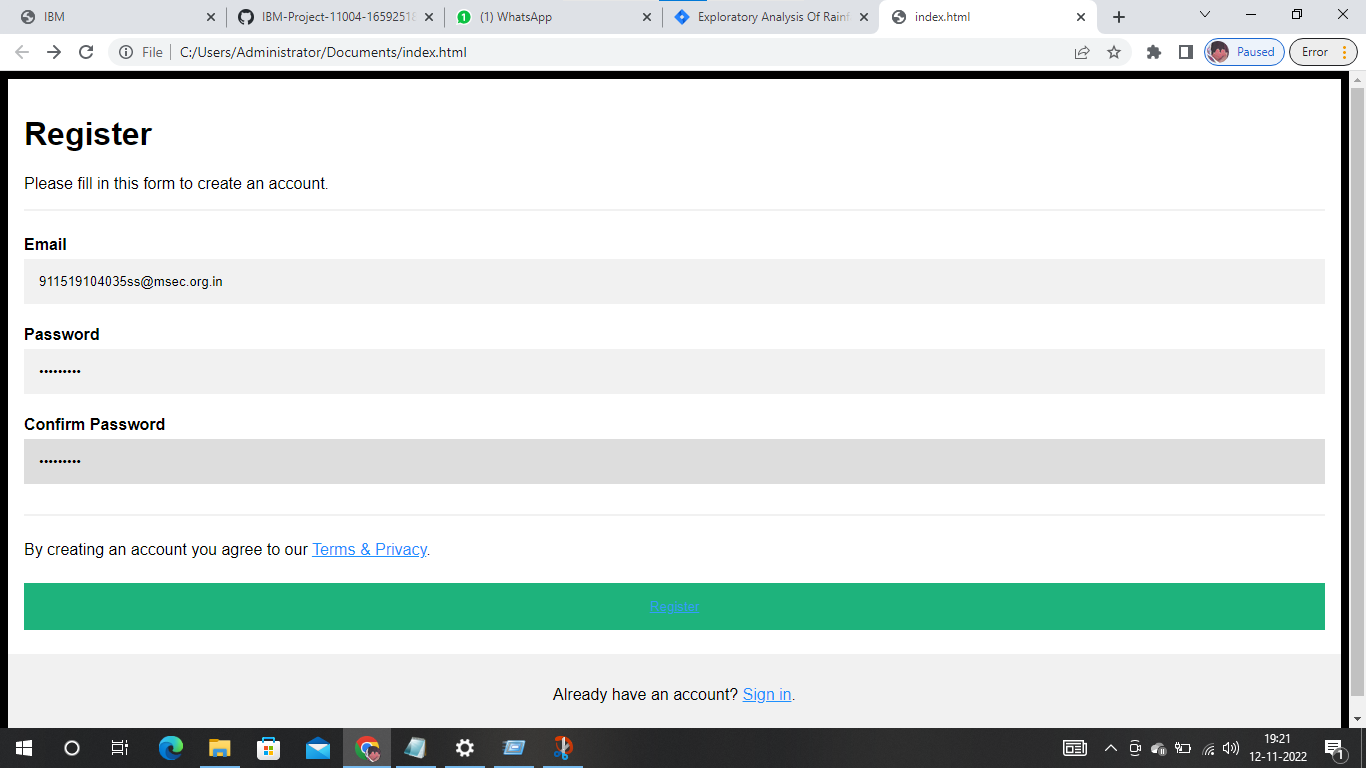 IBM
IBM-Project-11004-16592518
(1) WhatsApp
Exploratory Analysis Of Rainf
index.html
File
C:/Users/Administrator/Documents/index.html
Paused
Error
Register
Please fill in this form to create an account.
Email
911519104035ss@msec.org.in
Password
•••••••••
Confirm Password
•••••••••
By creating an account you agree to our Terms & Privacy.
Register
Already have an account? Sign in.
19:21
12-11-2022
1